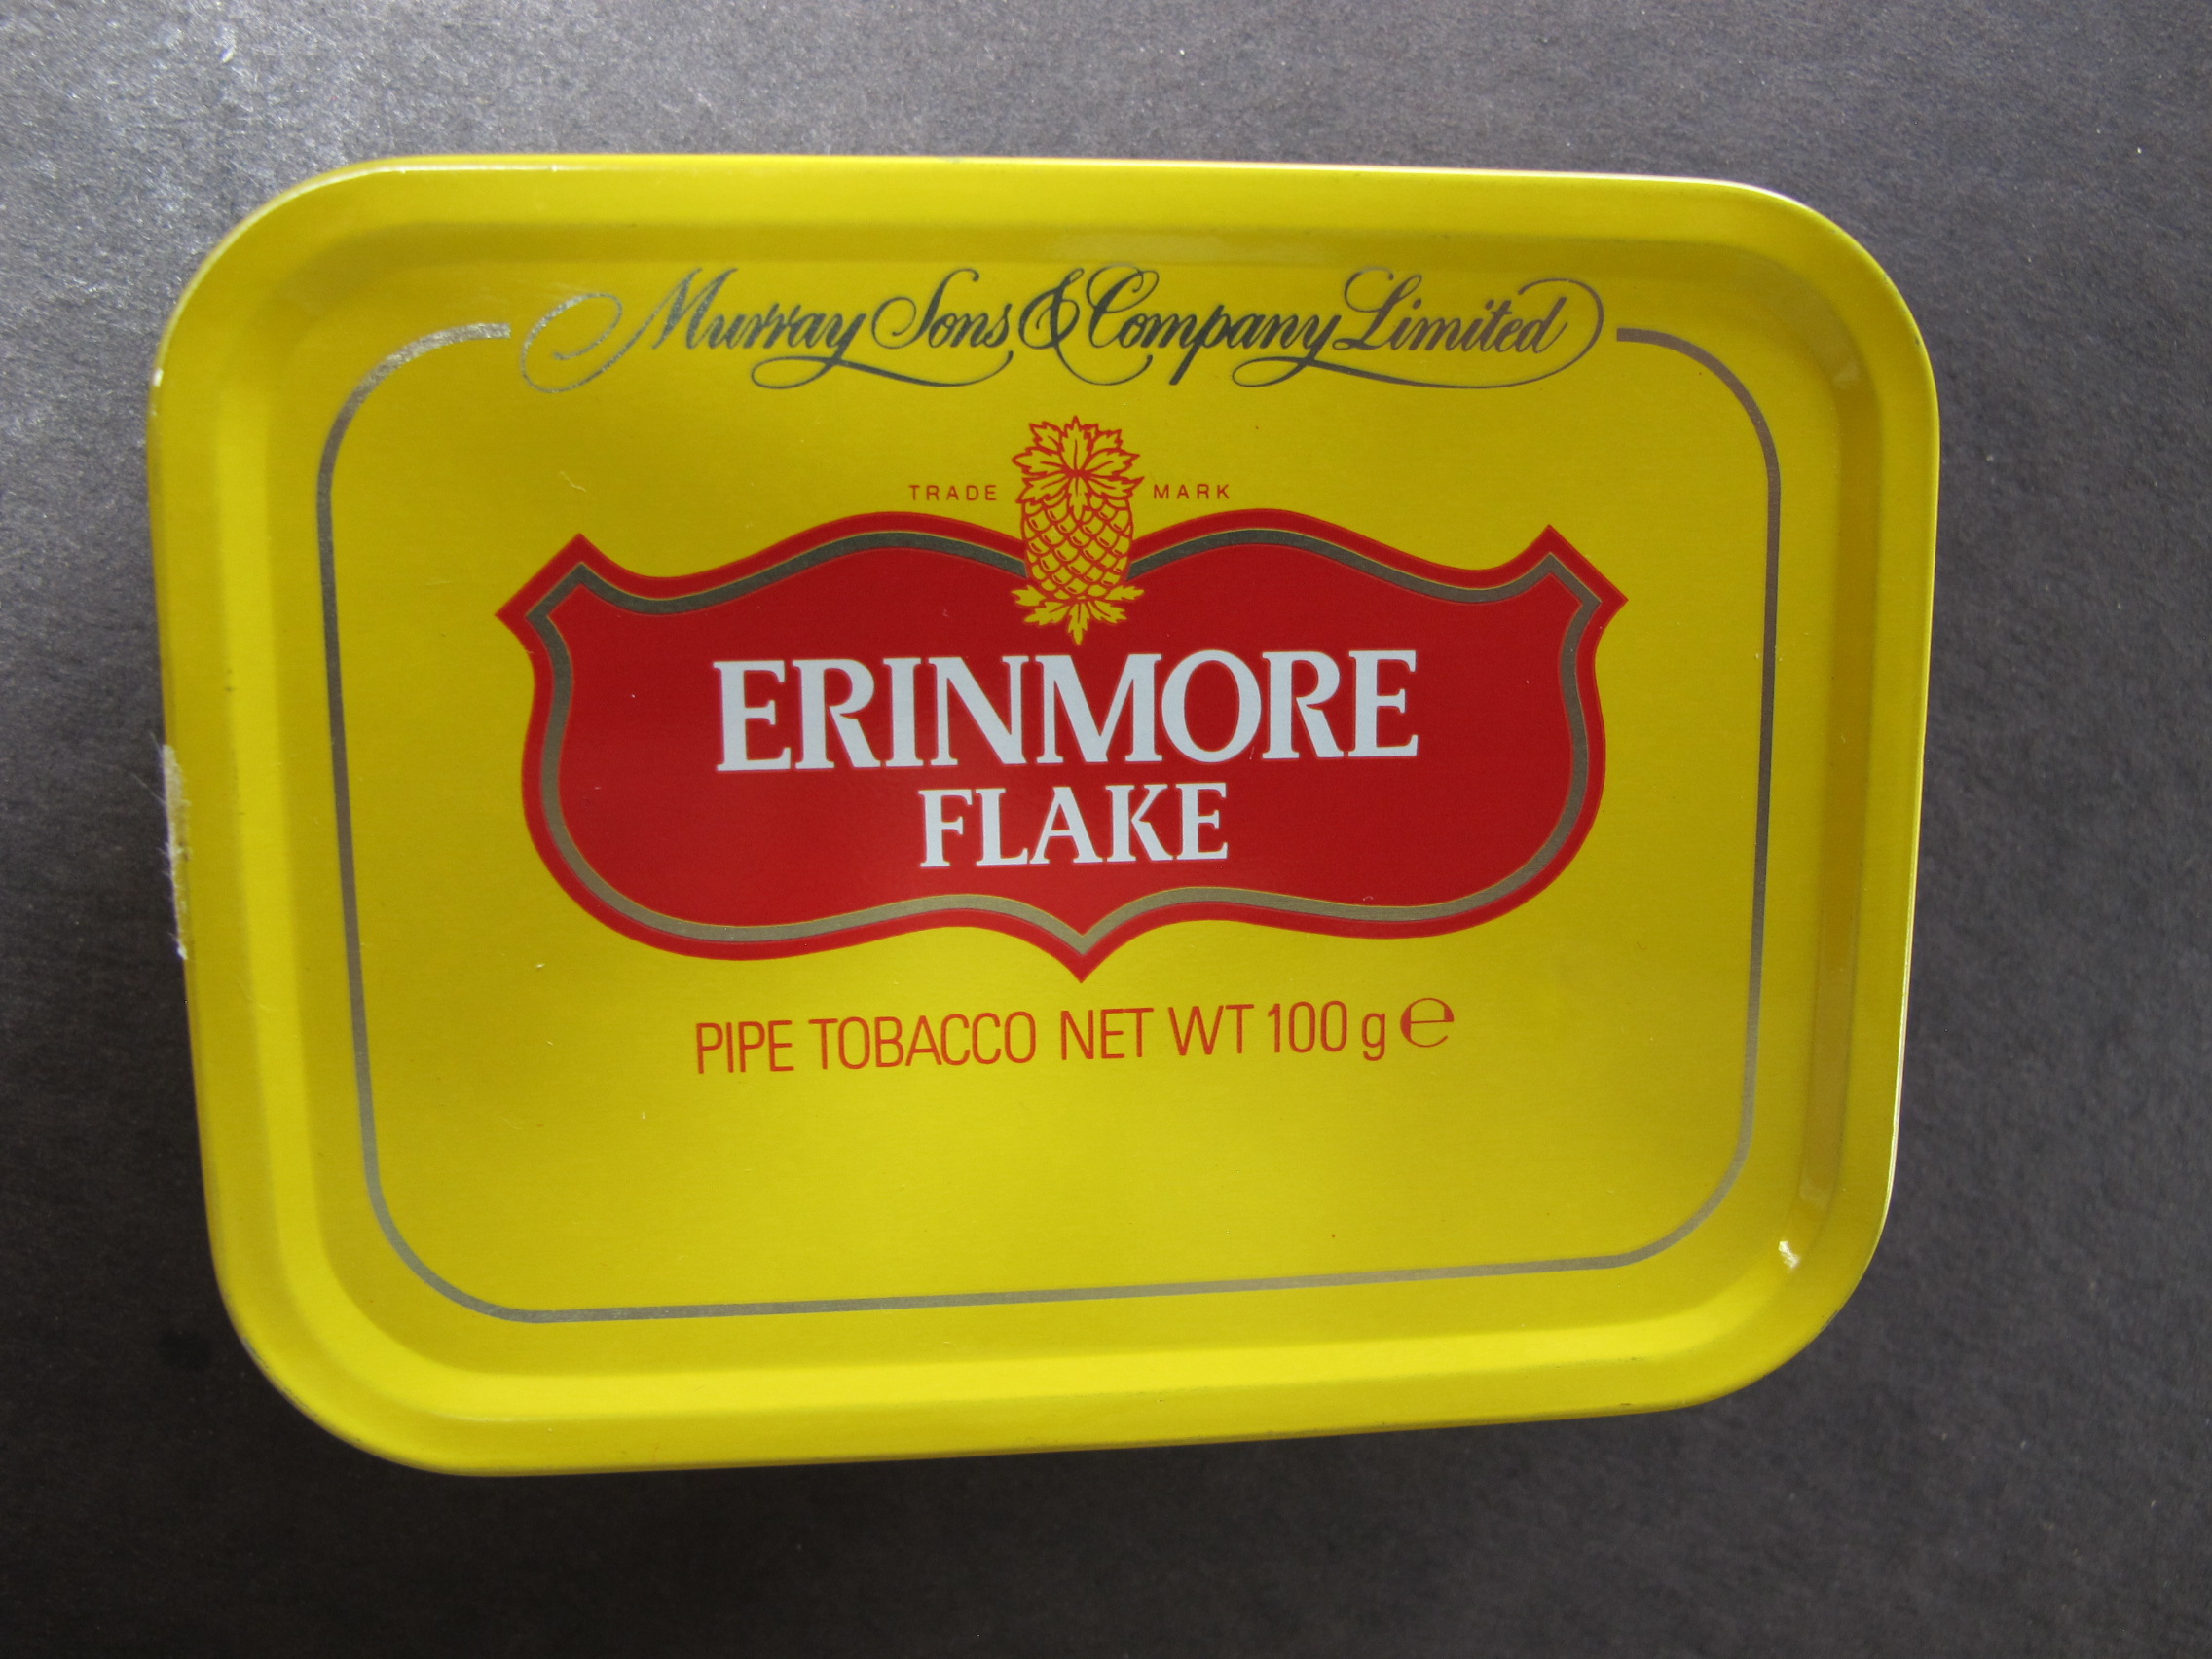 Murray Sons & Company Limited
TRADE MARK
ERINMORE
FLAKE
PIPE TOBACCO NET WT 100 g ℮